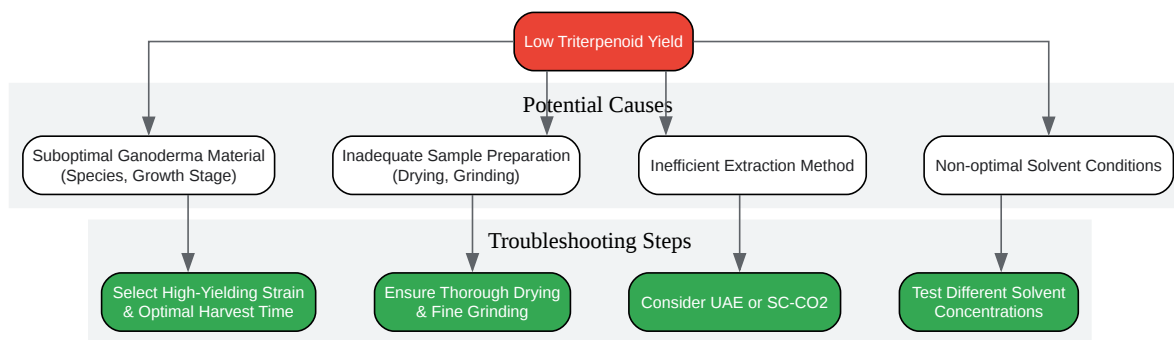 Low Triterpenoid Yield
Potential Causes
Suboptimal Ganoderma Material
(Species, Growth Stage)
Inadequate Sample Preparation
(Drying, Grinding)
Inefficient Extraction Method
Non-optimal Solvent Conditions
Troubleshooting Steps
Select High-Yielding Strain
& Optimal Harvest Time
Ensure Thorough Drying
& Fine Grinding
Consider UAE or SC-CO2
Test Different Solvent
Concentrations